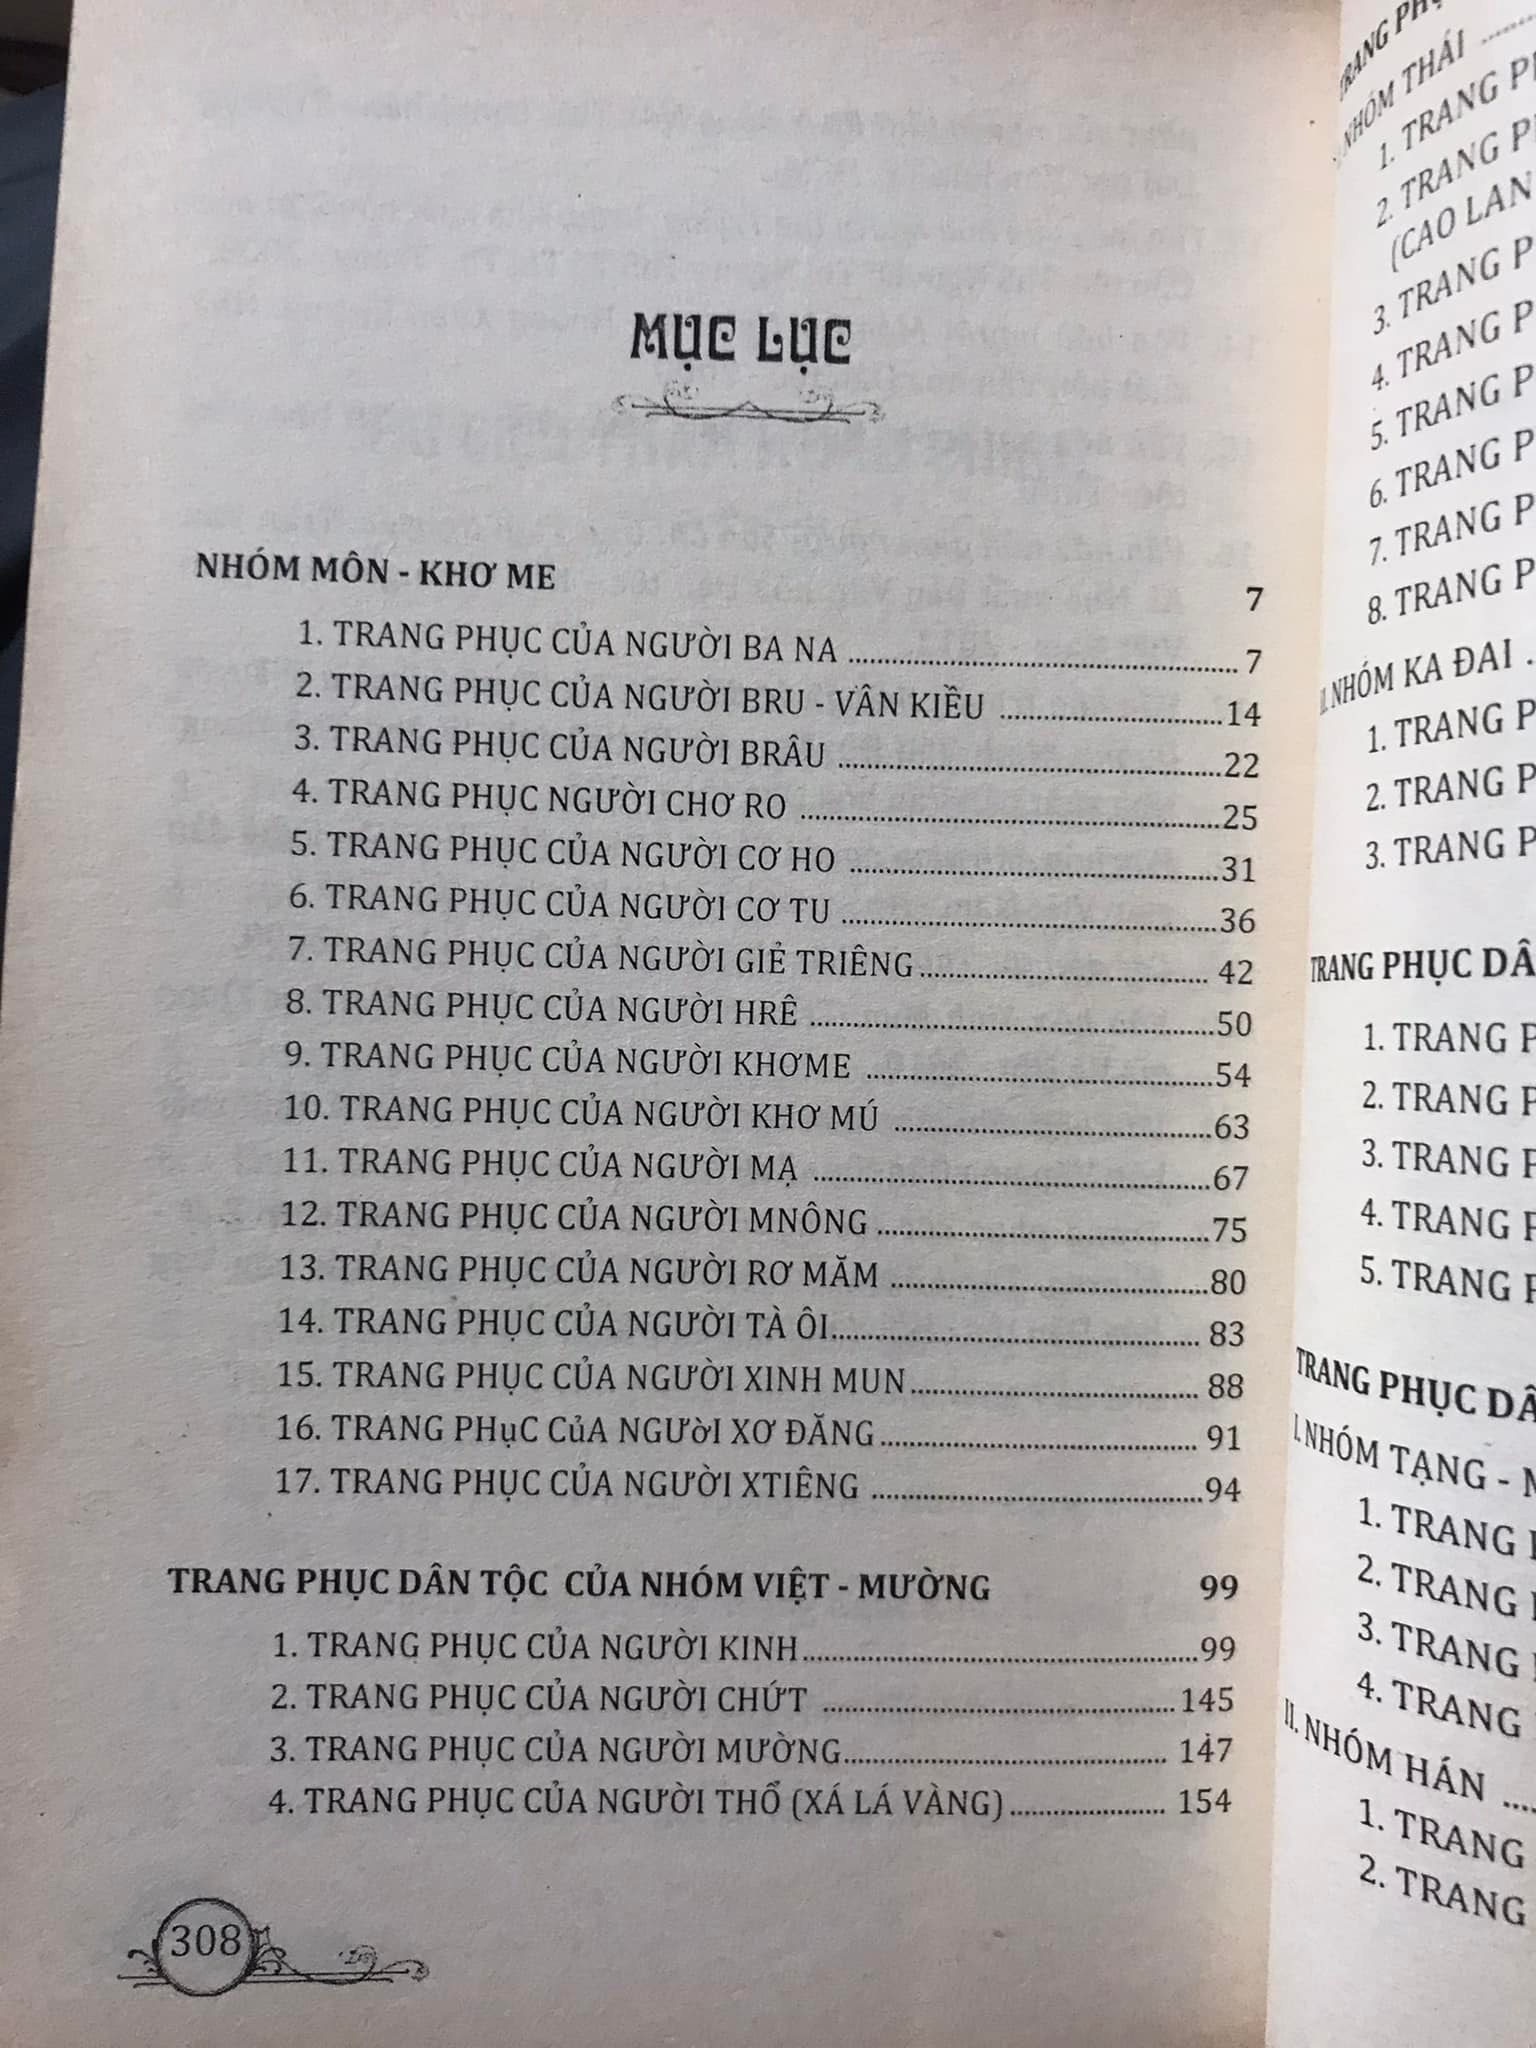 MỤC LỤC
NHÓM MÔN - KHƠ ME 7
1. TRANG PHỤC CỦA NGƯỜI BA NA ........ 7
2. TRANG PHỤC CỦA NGƯỜI BRU - VÂN KIỀU ........ 14
3. TRANG PHỤC CỦA NGƯỜI BRÂU ........ 22
4. TRANG PHỤC NGƯỜI CHƠ RO ........ 25
5. TRANG PHỤC CỦA NGƯỜI CƠ HO ........ 31
6. TRANG PHỤC CỦA NGƯỜI CƠ TU ........ 36
7. TRANG PHỤC CỦA NGƯỜI GIẺ TRIÊNG ........ 42
8. TRANG PHỤC CỦA NGƯỜI HRÊ ........ 50
9. TRANG PHỤC CỦA NGƯỜI KHƠME ........ 54
10. TRANG PHỤC CỦA NGƯỜI KHƠ MÚ ........ 63
11. TRANG PHỤC CỦA NGƯỜI MẠ ........ 67
12. TRANG PHỤC CỦA NGƯỜI MNÔNG ........ 75
13. TRANG PHỤC CỦA NGƯỜI RƠ MĂM ........ 80
14. TRANG PHỤC CỦA NGƯỜI TÀ ÔI ........ 83
15. TRANG PHỤC CỦA NGƯỜI XINH MUN ........ 88
16. TRANG PHụC CủA NGƯờI XƠ ĐĂNG ........ 91
17. TRANG PHỤC CỦA NGƯỜI XTIÊNG ........ 94
TRANG PHỤC DÂN TỘC CỦA NHÓM VIỆT - MƯỜNG 99
1. TRANG PHỤC CỦA NGƯỜI KINH ........ 99
2. TRANG PHỤC CỦA NGƯỜI CHỨT ........ 145
3. TRANG PHỤC CỦA NGƯỜI MƯỜNG ........ 147
4. TRANG PHỤC CỦA NGƯỜI THỔ (XÁ LÁ VÀNG) ........ 154
308
TRANG
NHÓM THÁI ........
1. TRANG
2. TRANG
(CAO LAN
3. TRANG
4. TRANG
5. TRANG
6. TRANG
7. TRANG
8. TRANG
II. NHÓM KA ĐAI
1. TRANG
2. TRANG
3. TRANG
TRANG PHỤC
1. TRANG
2. TRANG
3. TRANG
4. TRANG
5. TRANG
TRANG PHỤC
I. NHÓM TẠNG -
1. TRANG
2. TRANG
3. TRANG
4. TRANG
II. NHÓM HÁN ....
1. TRANG
2. TRANG